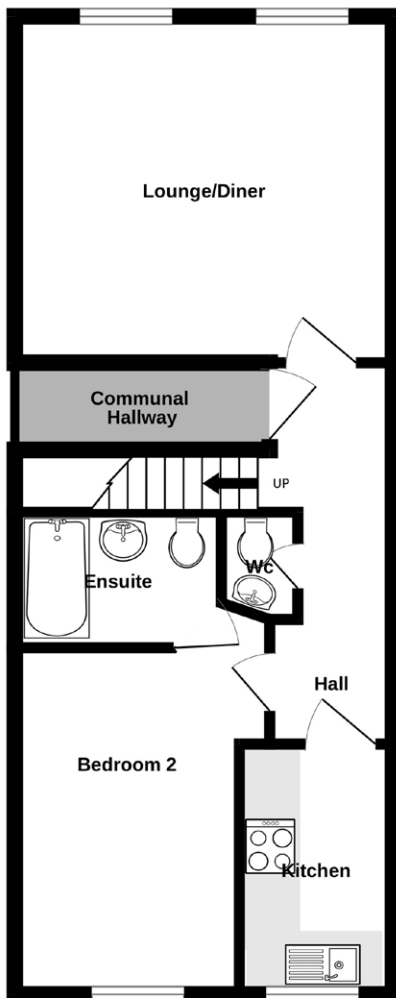 Lounge/Diner
Communal
Hallway
UP
Wc
Ensuite
Hall
Bedroom 2
Kitchen